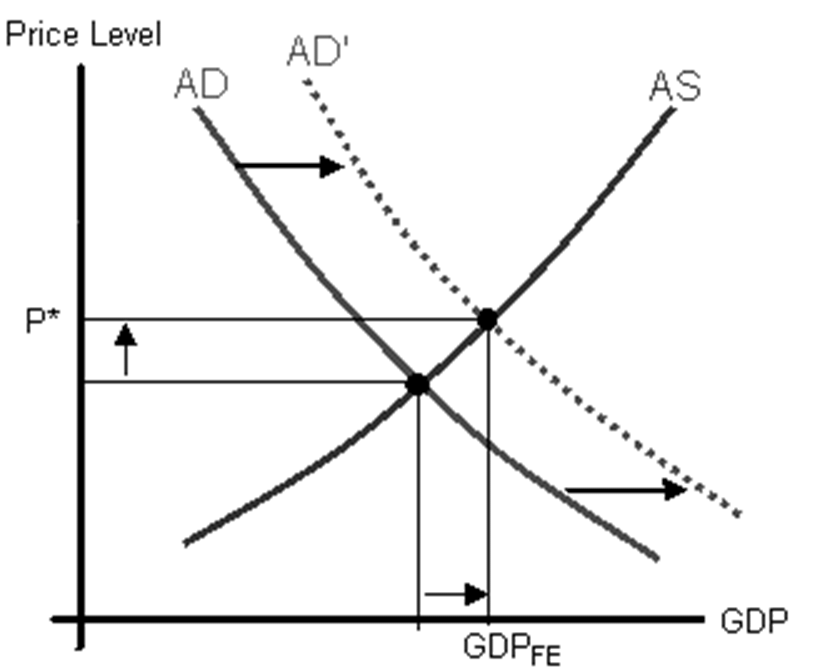 Price Level
AD'
AD
AS
P*
GDP
GDPFE